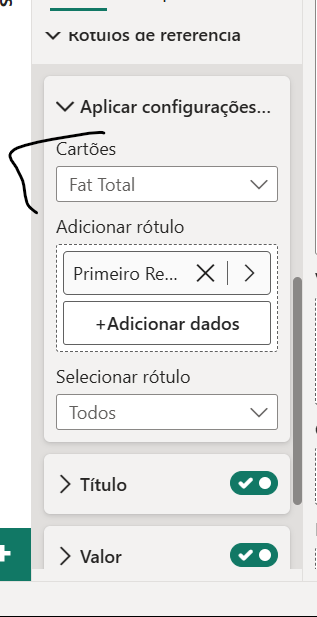 Rótulos de referência
Aplicar configurações...
Cartões
Fat Total
Adicionar rótulo
Primeiro Re...
+Adicionar dados
Selecionar rótulo
Todos
Título
Valor